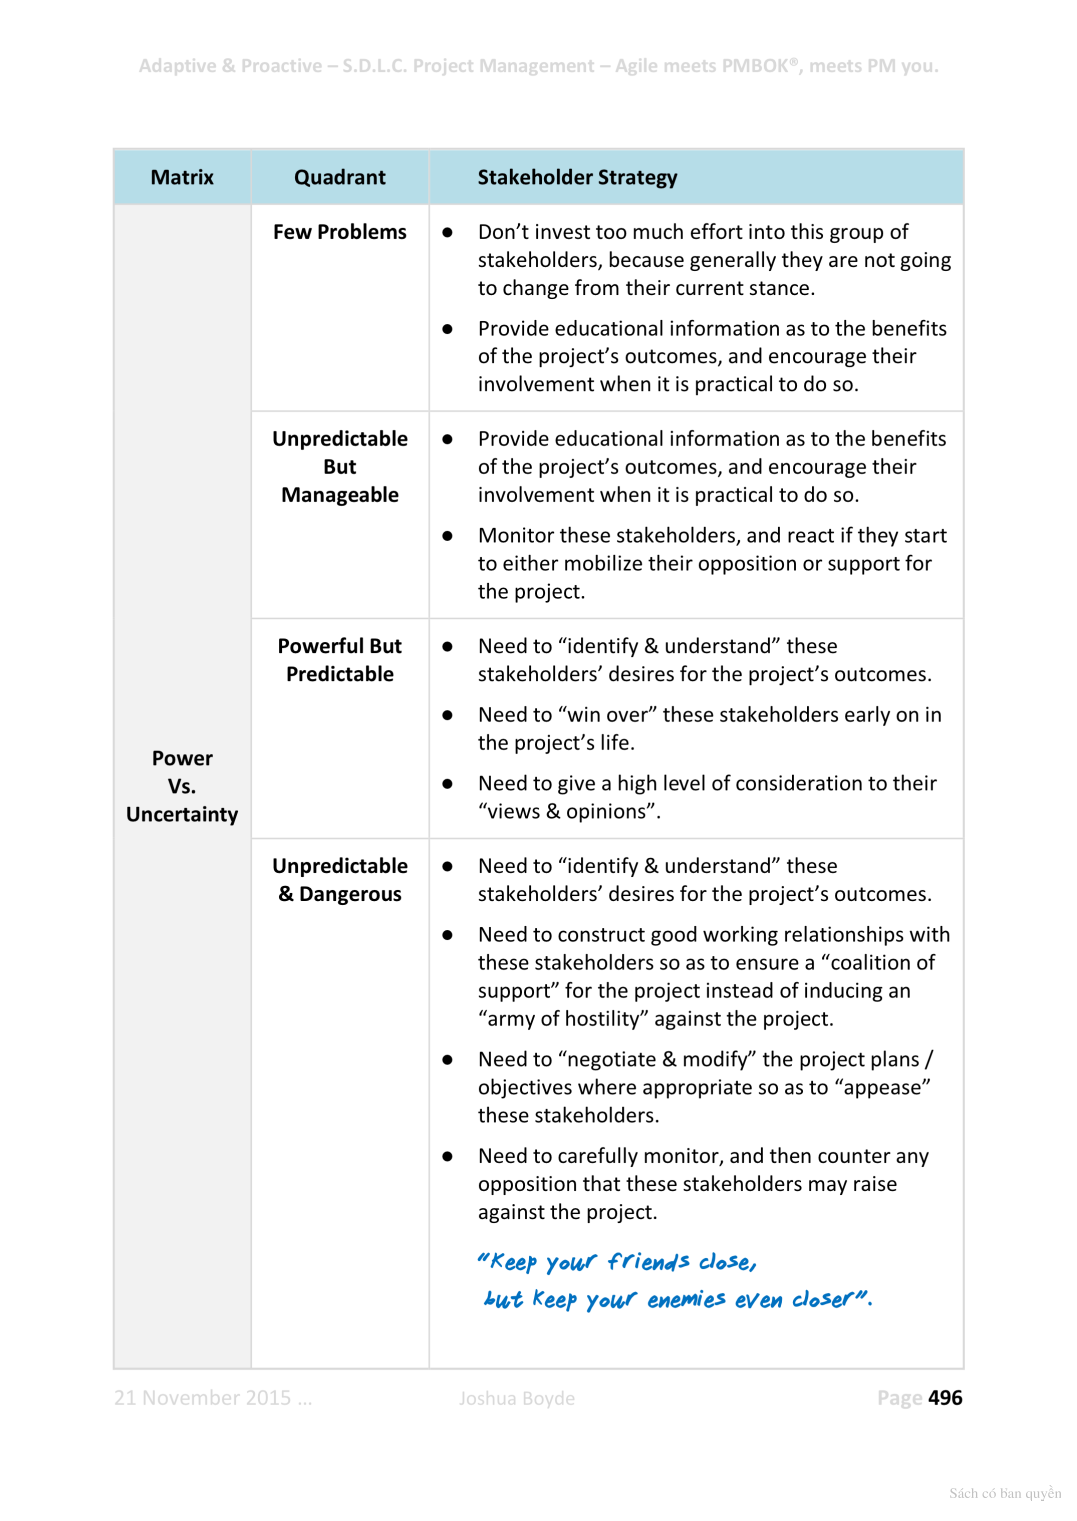 Adaptive & Proactive – S.D.L.C. Project Management – Agile meets PMBOK®, meets PM you.
Matrix Quadrant Stakeholder Strategy
Power
Vs.
Uncertainty
Few Problems
● Don’t invest too much effort into this group of
stakeholders, because generally they are not going
to change from their current stance.
● Provide educational information as to the benefits
of the project’s outcomes, and encourage their
involvement when it is practical to do so.
Unpredictable
But
Manageable
● Provide educational information as to the benefits
of the project’s outcomes, and encourage their
involvement when it is practical to do so.
● Monitor these stakeholders, and react if they start
to either mobilize their opposition or support for
the project.
Powerful But
Predictable
● Need to “identify & understand” these
stakeholders’ desires for the project’s outcomes.
● Need to “win over” these stakeholders early on in
the project’s life.
● Need to give a high level of consideration to their
“views & opinions”.
Unpredictable
& Dangerous
● Need to “identify & understand” these
stakeholders’ desires for the project’s outcomes.
● Need to construct good working relationships with
these stakeholders so as to ensure a “coalition of
support” for the project instead of inducing an
“army of hostility” against the project.
● Need to “negotiate & modify” the project plans /
objectives where appropriate so as to “appease”
these stakeholders.
● Need to carefully monitor, and then counter any
opposition that these stakeholders may raise
against the project.
“Keep your friends close,
but keep your enemies even closer”.
21 November 2015 … Joshua Boyde Page 496
Sách có bản quyền